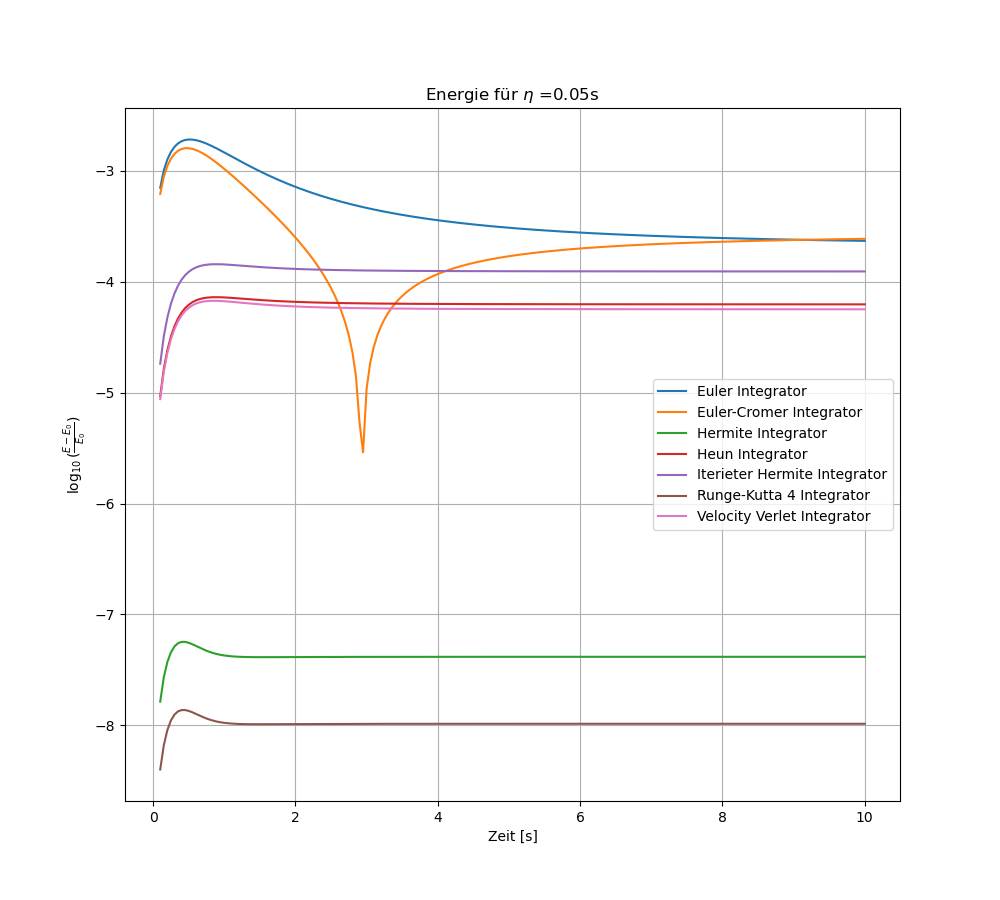 Energie für η =0.05s
−3
−4
−5
−6
−7
−8
log₁₀(E − E₀/E₀)
Euler Integrator
Euler-Cromer Integrator
Hermite Integrator
Heun Integrator
Iterieter Hermite Integrator
Runge-Kutta 4 Integrator
Velocity Verlet Integrator
0 2 4 6 8 10
Zeit [s]